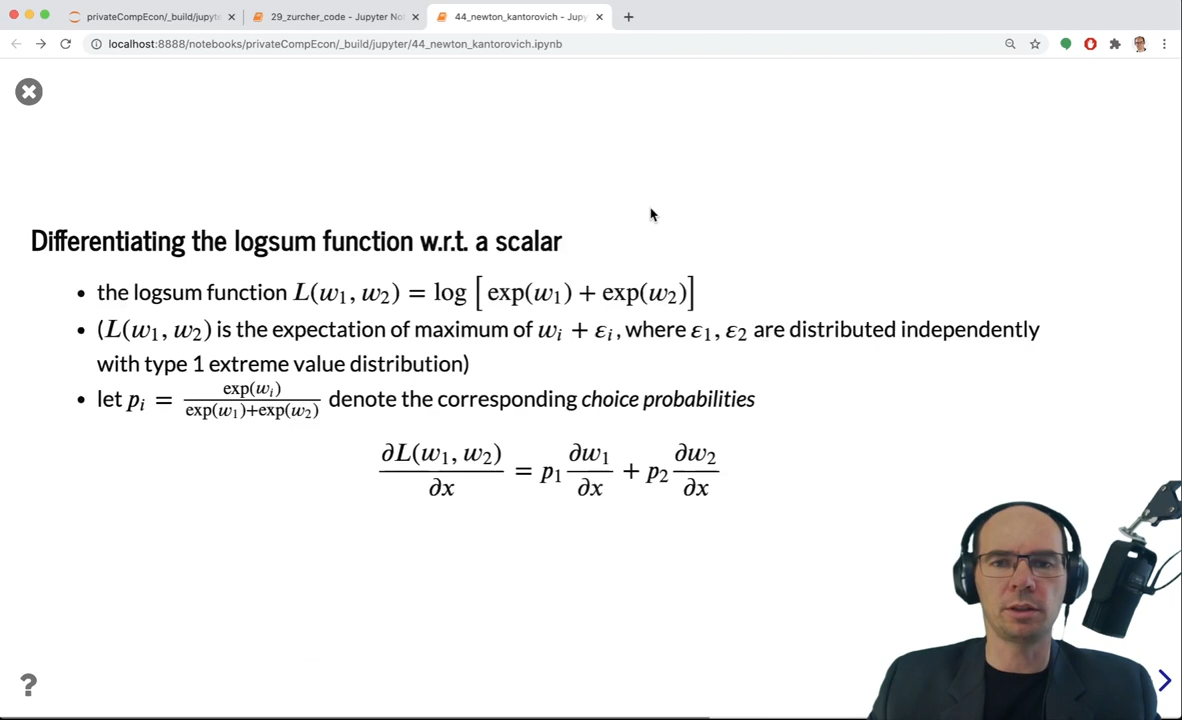 privateCompEcon/_build/jupyte
29_zurcher_code - Jupyter No
44_newton_kantorovich - Jupy
localhost:8888/notebooks/privateCompEcon/_build/jupyter/44_newton_kantorovich.ipynb
Differentiating the logsum function w.r.t. a scalar
• the logsum function L(w₁, w₂) = log [ exp(w₁) + exp(w₂)]
• (L(w₁, w₂) is the expectation of maximum of wᵢ + εᵢ, where ε₁, ε₂ are distributed independently
with type 1 extreme value distribution)
• let pᵢ = exp(wᵢ) / exp(w₁)+exp(w₂) denote the corresponding choice probabilities
∂L(w₁, w₂) / ∂x = p₁ ∂w₁ / ∂x + p₂ ∂w₂ / ∂x
?